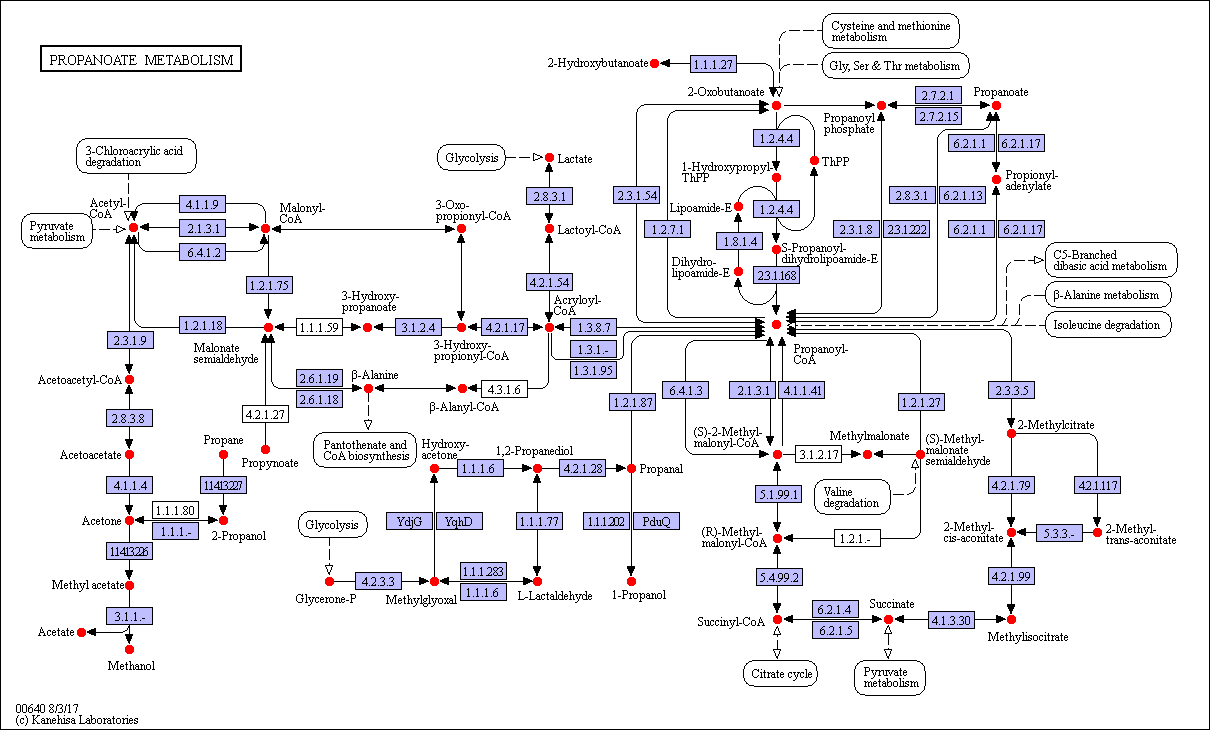 PROPANOATE METABOLISM
Cysteine and methionine
metabolism
Gly, Ser & Thr metabolism
2-Hydroxybutanoate
1.1.1.27
2-Oxobutanoate
Propanoyl
phosphate
2.7.2.1
2.7.2.15
Propanoate
3-Chloroacrylic acid
degradation
Glycolysis
Lactate
1.2.4.4
1-Hydroxypropyl-
ThPP
ThPP
6.2.1.1
6.2.1.17
Propionyl-
adenylate
Acetyl-
CoA
4.1.1.9
Malonyl-
CoA
3-Oxo-
propionyl-CoA
2.8.3.1
2.3.1.54
Lipoamide-E
1.2.4.4
2.8.3.1
6.2.1.13
Pyruvate
metabolism
2.1.3.1
6.4.1.2
Lactoyl-CoA
1.2.7.1
1.8.1.4
S-Propanoyl-
dihydrolipoamide-E
2.3.1.8
2.3.1.222
6.2.1.1
6.2.1.17
C5-Branched
dibasic acid metabolism
Dihydro-
lipoamide-E
2.3.1.168
1.2.1.75
4.2.1.54
β-Alanine metabolism
3-Hydroxy-
propanoate
Acryloyl-
CoA
1.2.1.18
1.1.1.59
3.1.2.4
4.2.1.17
1.3.8.7
Isoleucine degradation
Malonate
semialdehyde
3-Hydroxy-
propionyl-CoA
1.3.1.-
1.3.1.95
Propanoyl-
CoA
2.3.1.9
Acetoacetyl-CoA
2.6.1.19
2.6.1.18
β-Alanine
4.3.1.6
β-Alanyl-CoA
1.2.1.87
6.4.1.3
2.1.3.1
4.1.1.41
1.2.1.27
2.3.3.5
2.8.3.8
4.2.1.27
Propane
Pantothenate and
CoA biosynthesis
Hydroxy-
acetone
1,2-Propanediol
(S)-2-Methyl-
malonyl-CoA
Methylmalonate
(S)-Methyl-
malonate
semialdehyde
2-Methylcitrate
Acetoacetate
Propynoate
1.1.1.6
4.2.1.28
Propanal
3.1.2.17
4.1.1.4
1.14.13.227
5.1.99.1
Valine
degradation
4.2.1.79
4.2.1.117
Acetone
1.1.1.80
1.1.1.-
2-Propanol
Glycolysis
YdjG
YqhD
1.1.1.77
1.1.1.202
PduQ
(R)-Methyl-
malonyl-CoA
1.2.1.-
2-Methyl-
cis-aconitate
5.3.3.-
2-Methyl-
trans-aconitate
1.14.13.226
Methyl acetate
Glycerone-P
4.2.3.3
Methylglyoxal
1.1.1.283
1.1.1.6
L-Lactaldehyde
1-Propanol
5.4.99.2
4.2.1.99
3.1.1.-
Acetate
Methanol
Succinyl-CoA
6.2.1.4
6.2.1.5
Succinate
4.1.3.30
Methylisocitrate
Citrate cycle
Pyruvate
metabolism
00640 8/3/17
(c) Kanehisa Laboratories